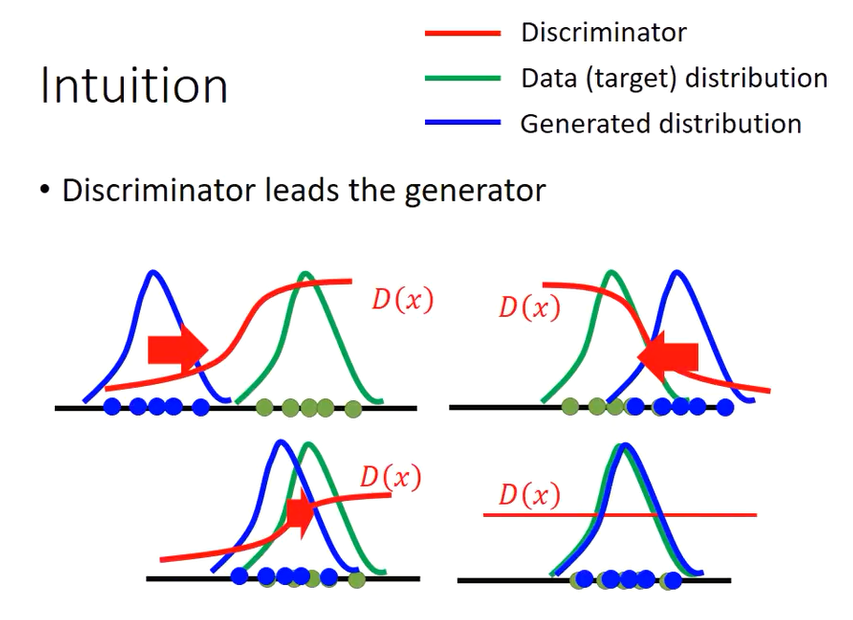 Discriminator
Intuition
Data (target) distribution
Generated distribution
• Discriminator leads the generator
D(x)
D(x)
D(x)
D(x)